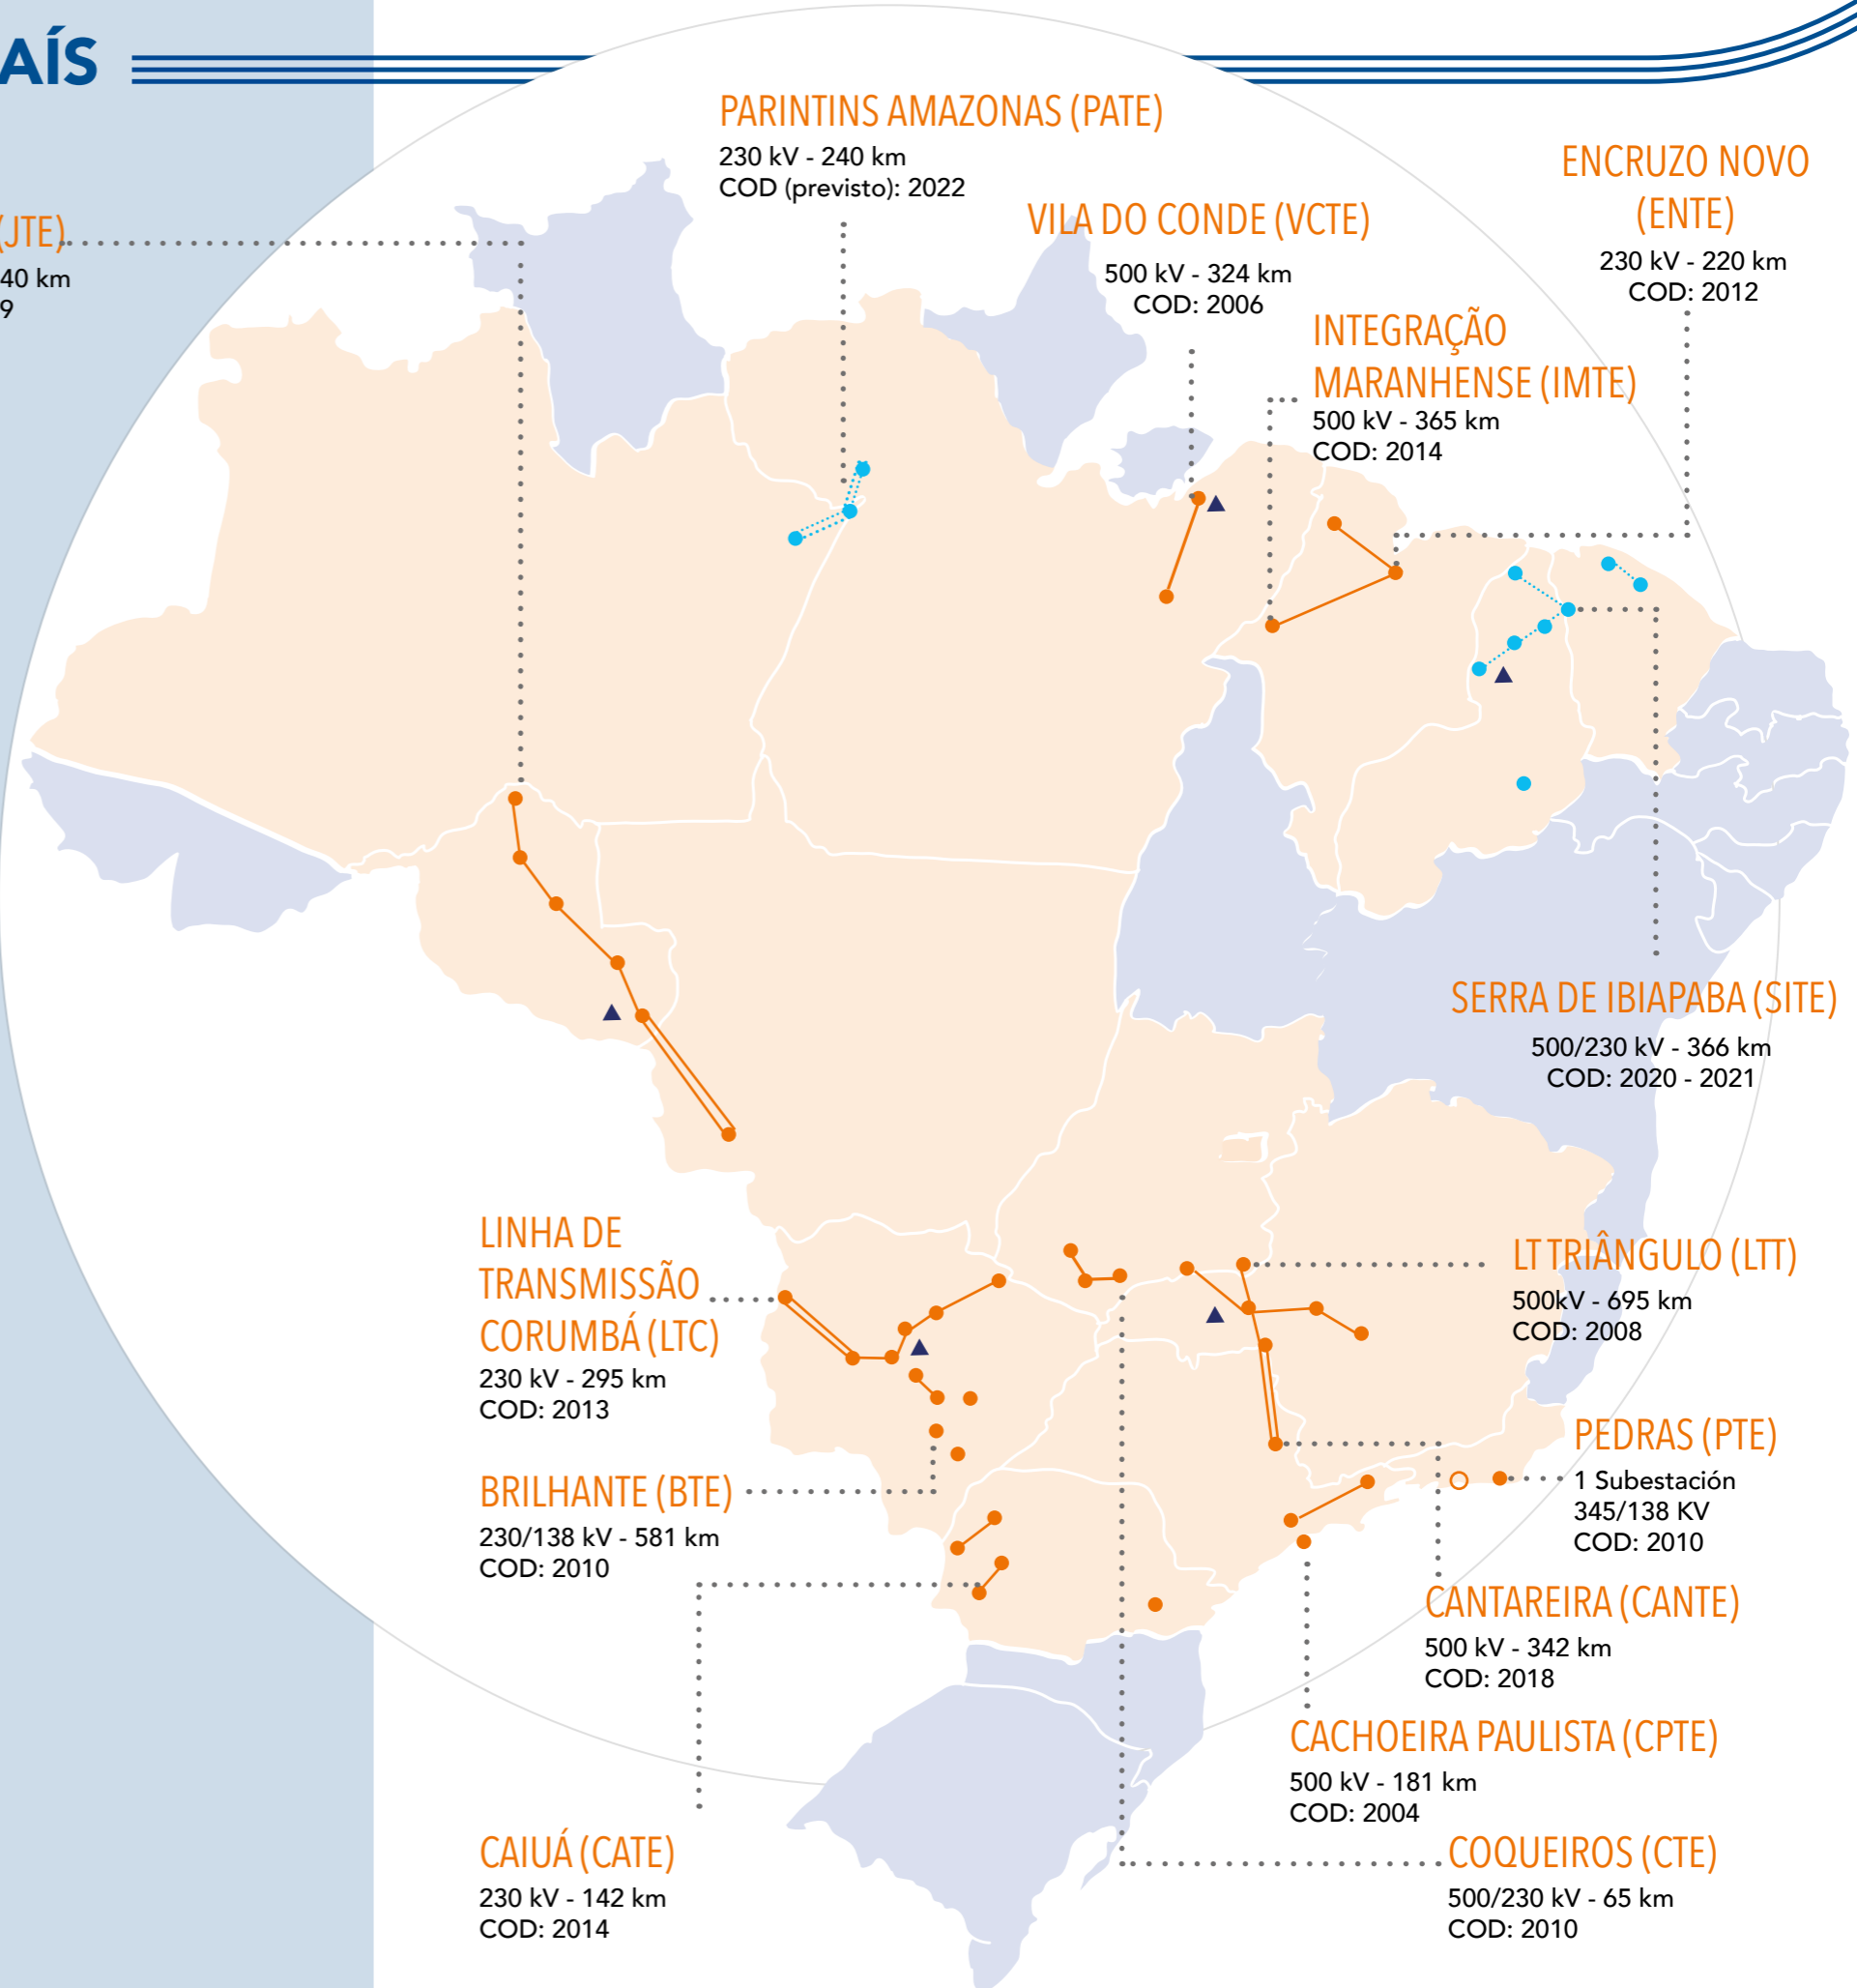 AÍS
PARINTINS AMAZONAS (PATE)
230 kV - 240 km
COD (previsto): 2022
ENCRUZO NOVO
(ENTE)
230 kV - 220 km
COD: 2012
VILA DO CONDE (VCTE)
500 kV - 324 km
COD: 2006
(JTE)
40 km
9
INTEGRAÇÃO
MARANHENSE (IMTE)
500 kV - 365 km
COD: 2014
SERRA DE IBIAPABA (SITE)
500/230 kV - 366 km
COD: 2020 - 2021
LINHA DE
TRANSMISSÃO
CORUMBÁ (LTC)
230 kV - 295 km
COD: 2013
LT TRIÂNGULO (LTT)
500kV - 695 km
COD: 2008
PEDRAS (PTE)
1 Subestación
345/138 KV
COD: 2010
BRILHANTE (BTE)
230/138 kV - 581 km
COD: 2010
CANTAREIRA (CANTE)
500 kV - 342 km
COD: 2018
CACHOEIRA PAULISTA (CPTE)
500 kV - 181 km
COD: 2004
CAIUÁ (CATE)
230 kV - 142 km
COD: 2014
COQUEIROS (CTE)
500/230 kV - 65 km
COD: 2010